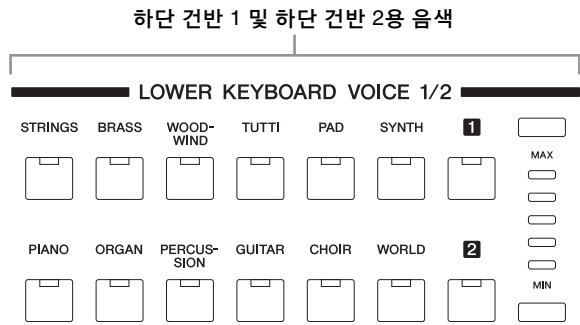 하단 건반 1 및 하단 건반 2용 음색
LOWER KEYBOARD VOICE 1/2
STRINGS BRASS WOOD-WIND TUTTI PAD SYNTH 1
MAX
PIANO ORGAN PERCUS-SION GUITAR CHOIR WORLD 2
MIN